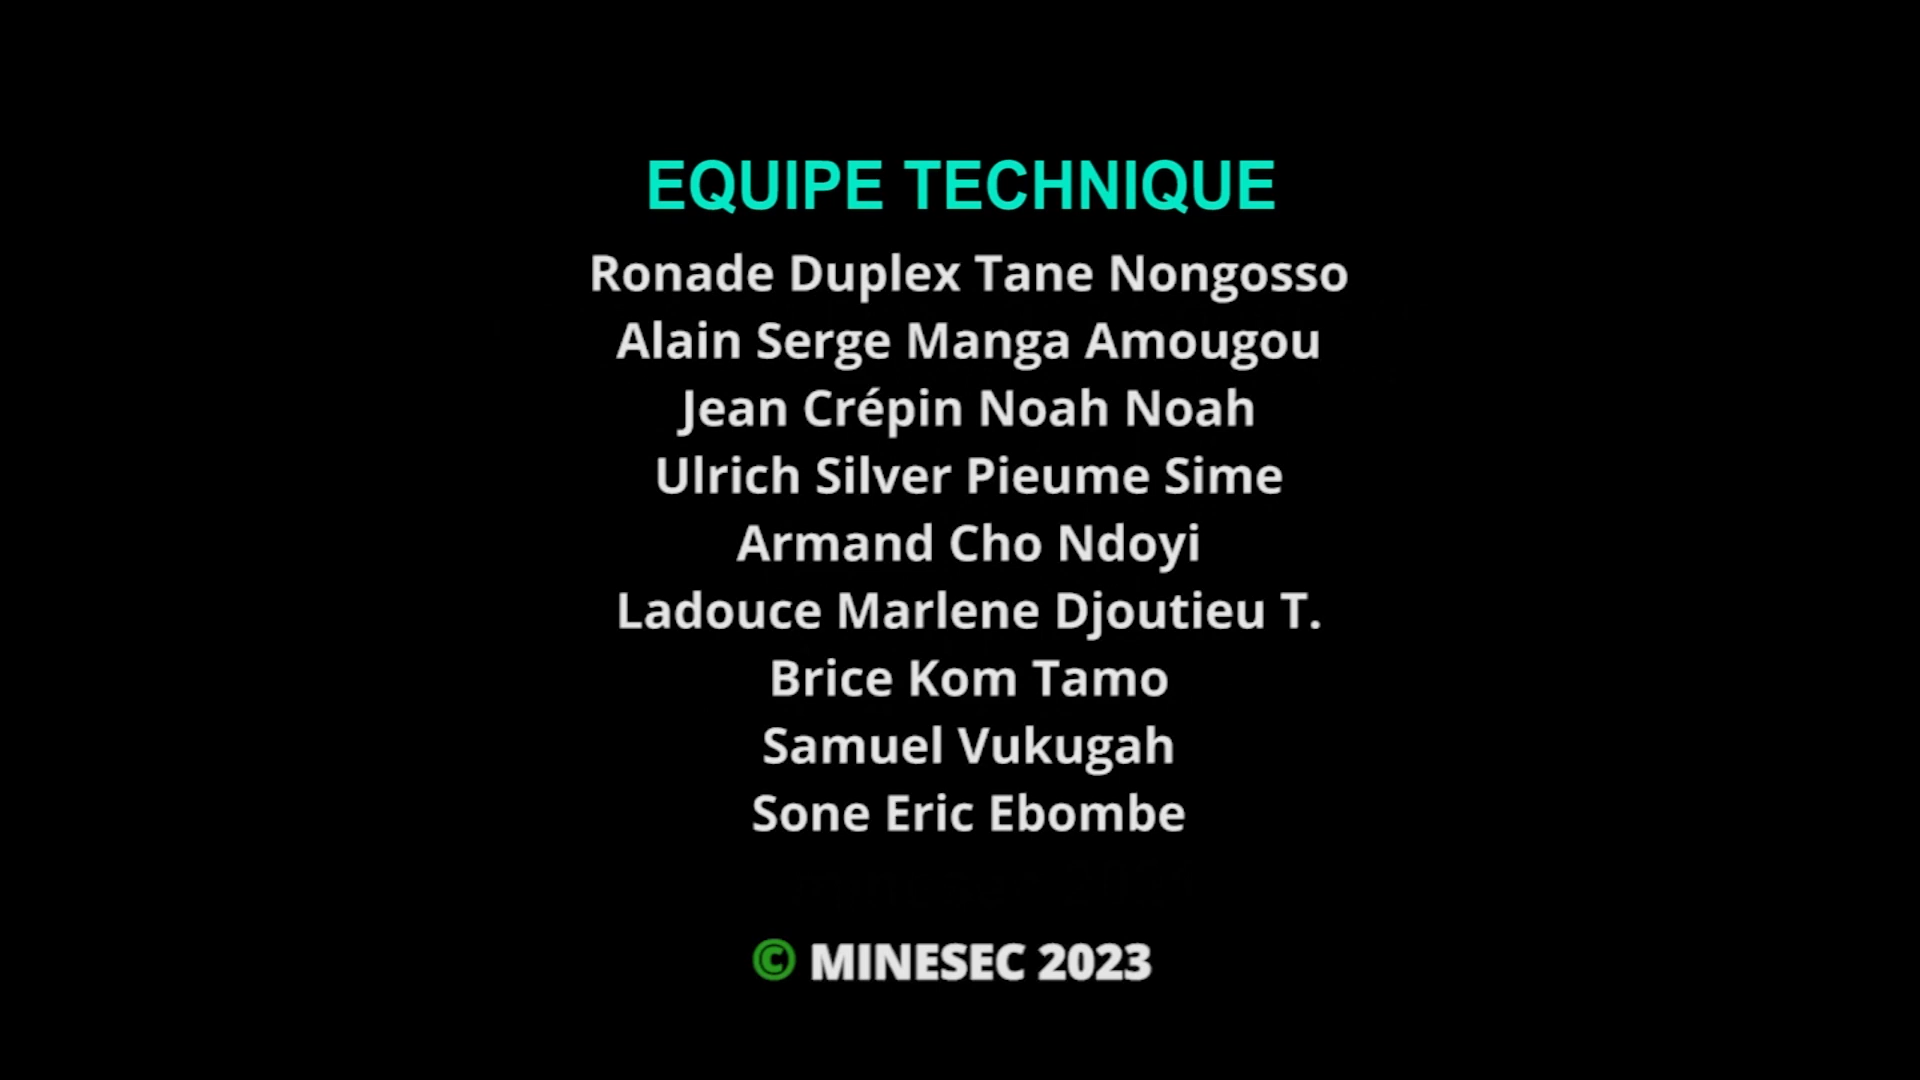 EQUIPE TECHNIQUE
Ronade Duplex Tane Nongosso
Alain Serge Manga Amougou
Jean Crépin Noah Noah
Ulrich Silver Pieume Sime
Armand Cho Ndoyi
Ladouce Marlene Djoutieu T.
Brice Kom Tamo
Samuel Vukugah
Sone Eric Ebombe
© MINESEC 2023